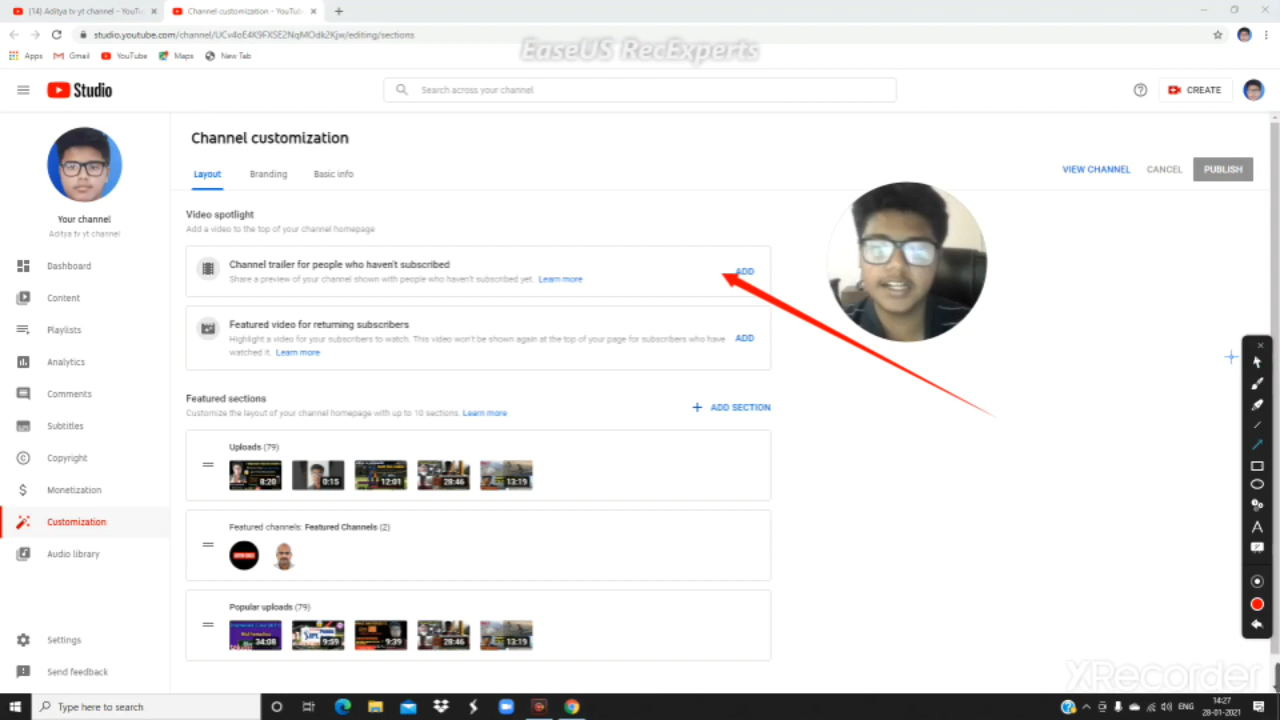 (14) Aditya tv yt channel - YouTu
Channel customization - YouTub
studio.youtube.com/channel/UCv4oE4K9FXSE2NqMOdk2Kjw/editing/sections
Apps
Gmail
YouTube
Maps
New Tab
EaseUS RecExperts
Studio
Search across your channel
CREATE
Channel customization
Layout
Branding
Basic info
VIEW CHANNEL
CANCEL
PUBLISH
Your channel
Aditya tv yt channel
Dashboard
Content
Playlists
Analytics
Comments
Subtitles
Copyright
Monetization
Customization
Audio library
Settings
Send feedback
Video spotlight
Add a video to the top of your channel homepage
Channel trailer for people who haven't subscribed
Share a preview of your channel shown with people who haven't subscribed yet. Learn more
ADD
Featured video for returning subscribers
Highlight a video for your subscribers to watch. This video won't be shown again at the top of your page for subscribers who have
watched it. Learn more
ADD
Featured sections
Customize the layout of your channel homepage with up to 10 sections. Learn more
+ ADD SECTION
Uploads (79)
8:20
0:15
12:01
28:46
13:19
Featured channels: Featured Channels (2)
Popular uploads (79)
34:08
9:59
9:39
28:46
13:19
XRecorder
Type here to search
ENG
14:27
28-01-2021